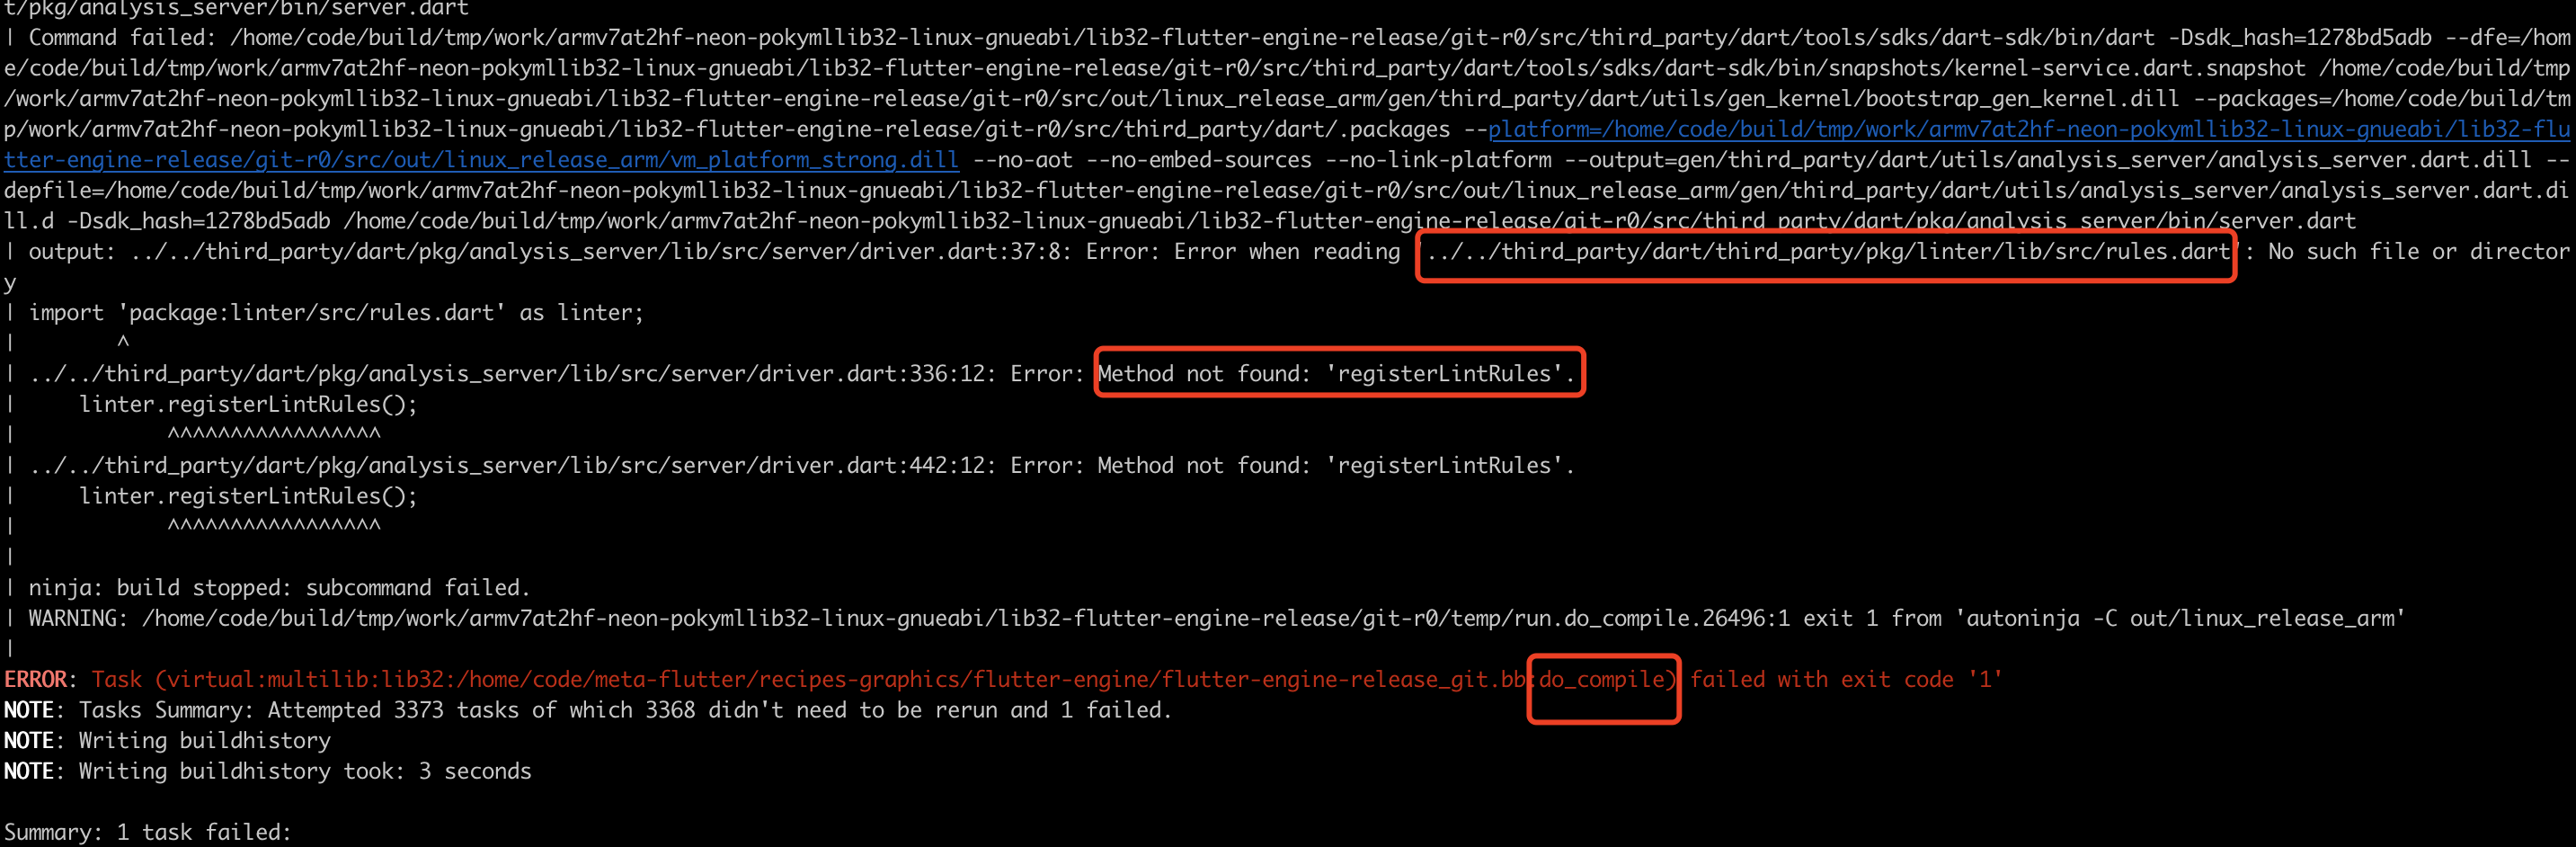 t/pkg/analysis_server/bin/server.dart
| Command failed: /home/code/build/tmp/work/armv7at2hf-neon-pokymllib32-linux-gnueabi/lib32-flutter-engine-release/git-r0/src/third_party/dart/tools/sdks/dart-sdk/bin/dart -Dsdk_hash=1278bd5adb --dfe=/hom
e/code/build/tmp/work/armv7at2hf-neon-pokymllib32-linux-gnueabi/lib32-flutter-engine-release/git-r0/src/third_party/dart/tools/sdks/dart-sdk/bin/snapshots/kernel-service.dart.snapshot /home/code/build/tmp
/work/armv7at2hf-neon-pokymllib32-linux-gnueabi/lib32-flutter-engine-release/git-r0/src/out/linux_release_arm/gen/third_party/dart/utils/gen_kernel/bootstrap_gen_kernel.dill --packages=/home/code/build/tm
p/work/armv7at2hf-neon-pokymllib32-linux-gnueabi/lib32-flutter-engine-release/git-r0/src/third_party/dart/.packages --platform=/home/code/build/tmp/work/armv7at2hf-neon-pokymllib32-linux-gnueabi/lib32-flu
tter-engine-release/git-r0/src/out/linux_release_arm/vm_platform_strong.dill --no-aot --no-embed-sources --no-link-platform --output=gen/third_party/dart/utils/analysis_server/analysis_server.dart.dill --
depfile=/home/code/build/tmp/work/armv7at2hf-neon-pokymllib32-linux-gnueabi/lib32-flutter-engine-release/git-r0/src/out/linux_release_arm/gen/third_party/dart/utils/analysis_server/analysis_server.dart.di
ll.d -Dsdk_hash=1278bd5adb /home/code/build/tmp/work/armv7at2hf-neon-pokymllib32-linux-gnueabi/lib32-flutter-engine-release/git-r0/src/third_party/dart/pkg/analysis_server/bin/server.dart
| output: ../../third_party/dart/pkg/analysis_server/lib/src/server/driver.dart:37:8: Error: Error when reading '../../third_party/dart/third_party/pkg/linter/lib/src/rules.dart': No such file or director
y
| import 'package:linter/src/rules.dart' as linter;
|        ^
| ../../third_party/dart/pkg/analysis_server/lib/src/server/driver.dart:336:12: Error: Method not found: 'registerLintRules'.
|     linter.registerLintRules();
|            ^^^^^^^^^^^^^^^^^
| ../../third_party/dart/pkg/analysis_server/lib/src/server/driver.dart:442:12: Error: Method not found: 'registerLintRules'.
|     linter.registerLintRules();
|            ^^^^^^^^^^^^^^^^^
|
| ninja: build stopped: subcommand failed.
| WARNING: /home/code/build/tmp/work/armv7at2hf-neon-pokymllib32-linux-gnueabi/lib32-flutter-engine-release/git-r0/temp/run.do_compile.26496:1 exit 1 from 'autoninja -C out/linux_release_arm'
|
ERROR: Task (virtual:multilib:lib32:/home/code/meta-flutter/recipes-graphics/flutter-engine/flutter-engine-release_git.bb:do_compile) failed with exit code '1'
NOTE: Tasks Summary: Attempted 3373 tasks of which 3368 didn't need to be rerun and 1 failed.
NOTE: Writing buildhistory
NOTE: Writing buildhistory took: 3 seconds
Summary: 1 task failed: